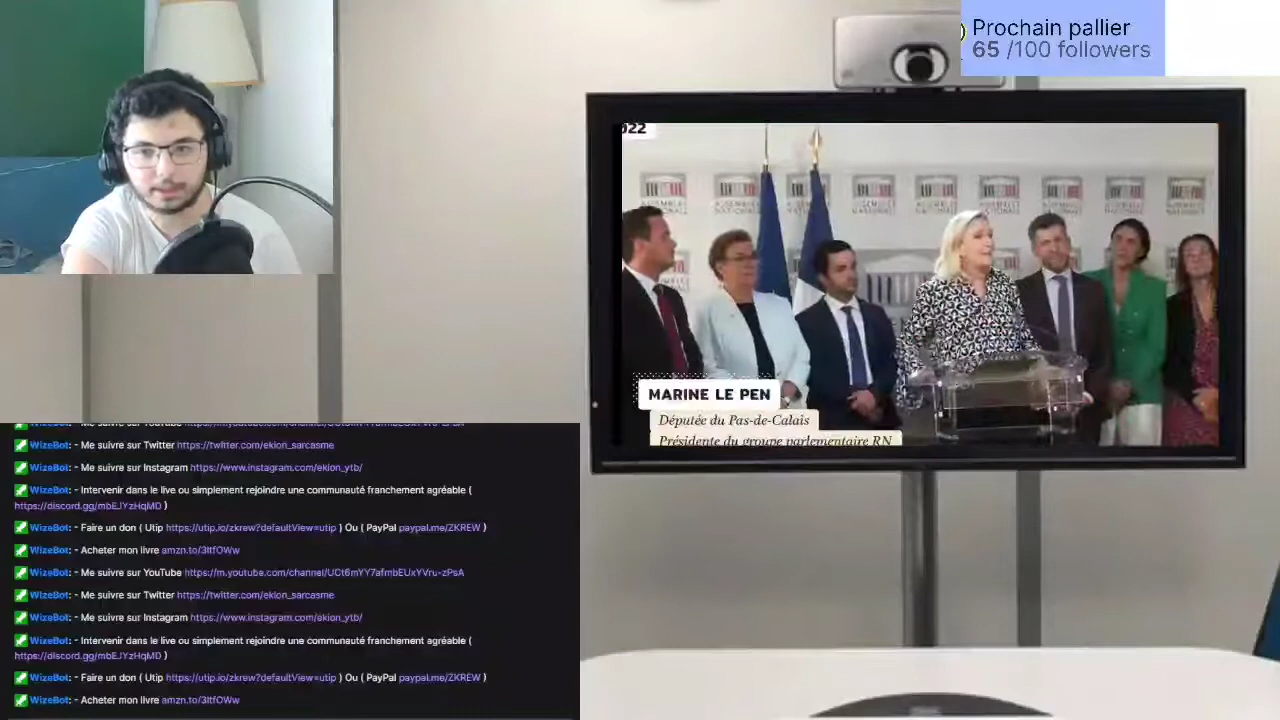 Prochain pallier
65 /100 followers
022
ASSEMBLÉE NATIONALE
MARINE LE PEN
Députée du Pas-de-Calais
Présidente du groupe parlementaire RN
WizeBot: - Me suivre sur Twitter https://twitter.com/ekion_sarcasme
WizeBot: - Me suivre sur Instagram https://www.instagram.com/ekion_ytb/
WizeBot: - Intervenir dans le live ou simplement rejoindre une communauté franchement agréable (
https://discord.gg/mbEJYzHqMD )
WizeBot: - Faire un don ( Utip https://utip.io/zkrew?defaultView=utip ) Ou ( PayPal paypal.me/ZKREW )
WizeBot: - Acheter mon livre amzn.to/3ltfOWw
WizeBot: - Me suivre sur YouTube https://m.youtube.com/channel/UCt6mYY7afmbEUxYVru-zPsA
WizeBot: - Me suivre sur Twitter https://twitter.com/ekion_sarcasme
WizeBot: - Me suivre sur Instagram https://www.instagram.com/ekion_ytb/
WizeBot: - Intervenir dans le live ou simplement rejoindre une communauté franchement agréable (
https://discord.gg/mbEJYzHqMD )
WizeBot: - Faire un don ( Utip https://utip.io/zkrew?defaultView=utip ) Ou ( PayPal paypal.me/ZKREW )
WizeBot: - Acheter mon livre amzn.to/3ltfOWw